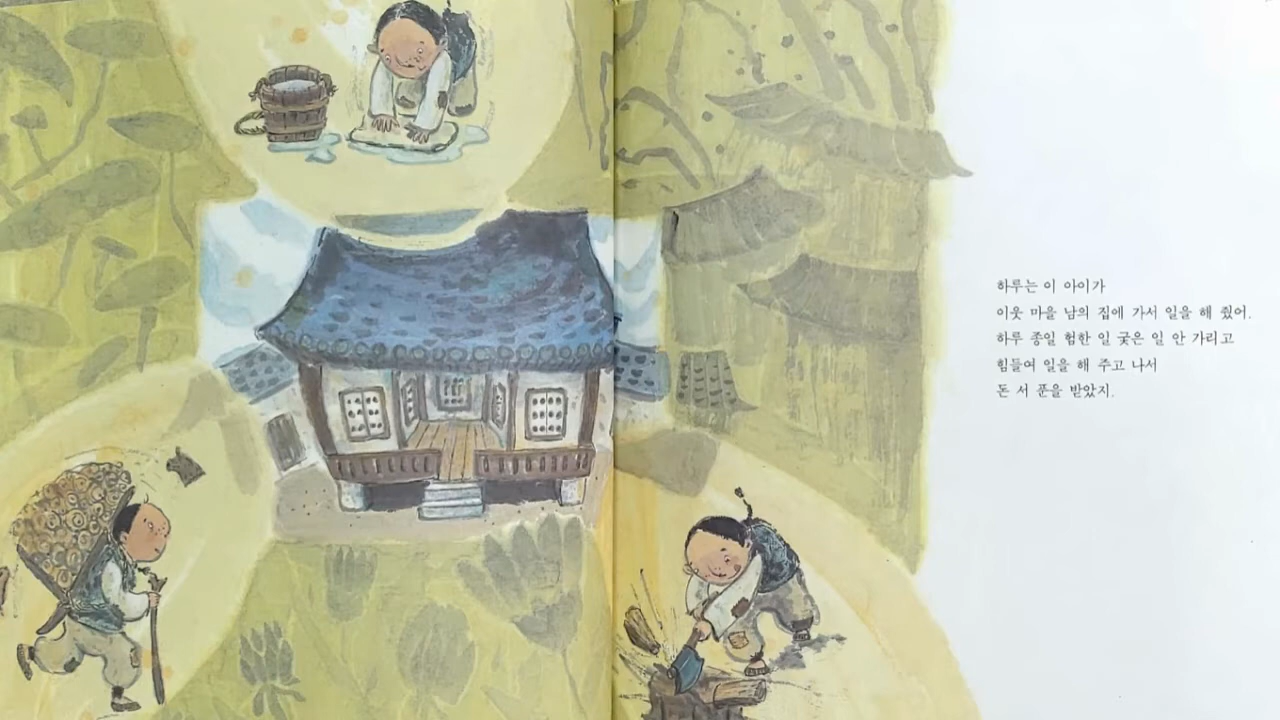 하루는 이 아이가
이웃 마을 남의 집에 가서 일을 해 줬어.
하루 종일 험한 일 궂은 일 안 가리고
힘들여 일을 해 주고 나서
돈 서 푼을 받았지.